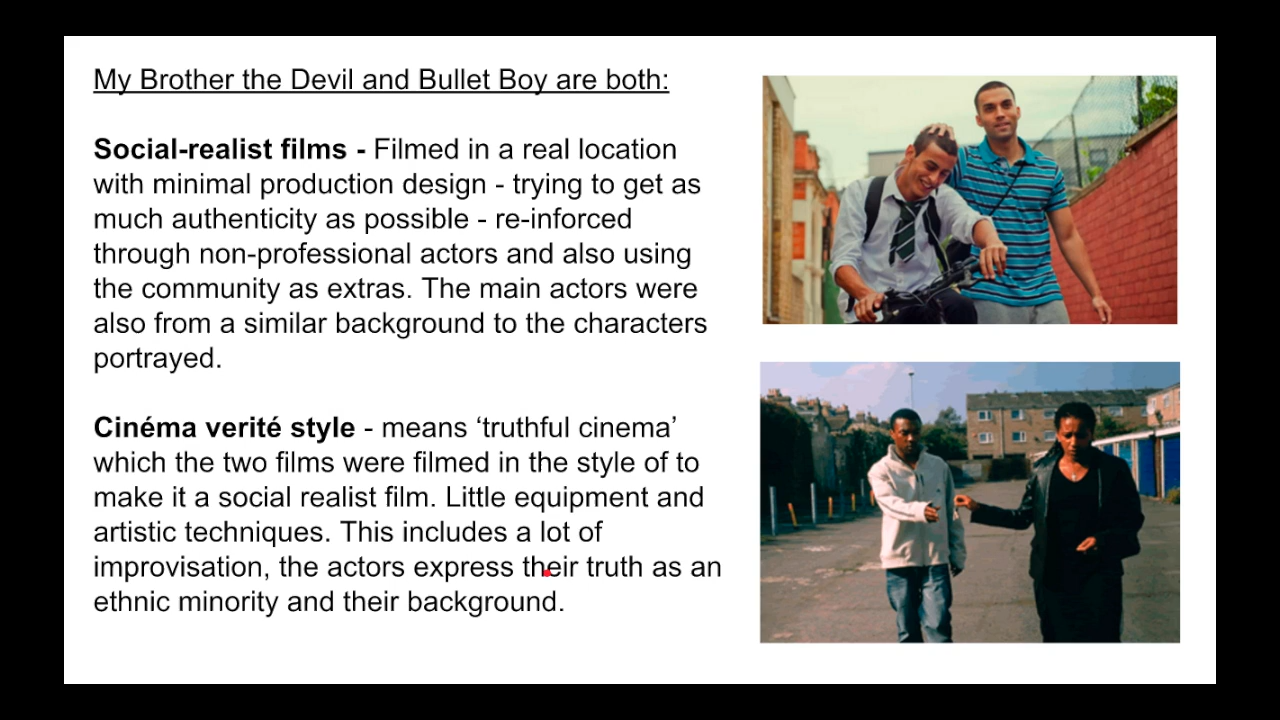 My Brother the Devil and Bullet Boy are both:
Social-realist films - Filmed in a real location
with minimal production design - trying to get as
much authenticity as possible - re-inforced
through non-professional actors and also using
the community as extras. The main actors were
also from a similar background to the characters
portrayed.
Cinéma verité style - means ‘truthful cinema’
which the two films were filmed in the style of to
make it a social realist film. Little equipment and
artistic techniques. This includes a lot of
improvisation, the actors express their truth as an
ethnic minority and their background.